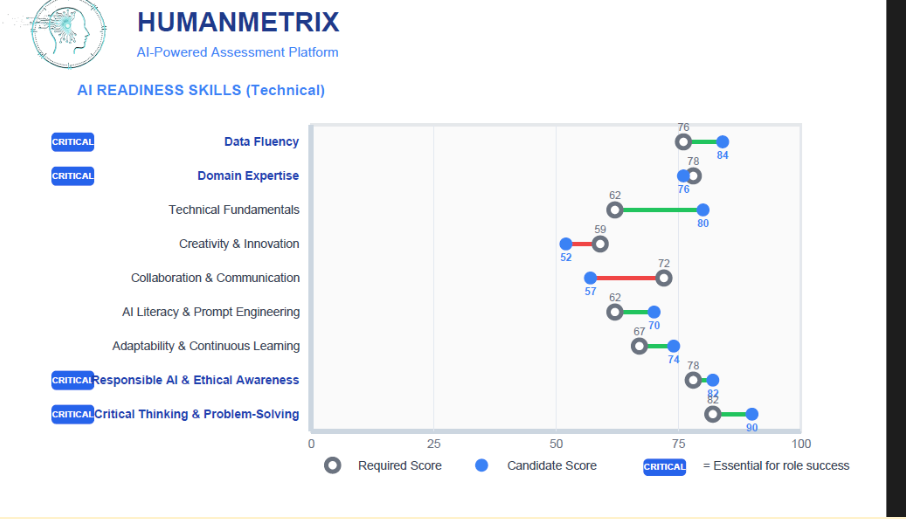 HUMANMETRIX
AI-Powered Assessment Platform
AI READINESS SKILLS (Technical)
CRITICAL Data Fluency 76 84
CRITICAL Domain Expertise 78 76
Technical Fundamentals 62 80
Creativity & Innovation 59 52
Collaboration & Communication 72 57
AI Literacy & Prompt Engineering 62 70
Adaptability & Continuous Learning 67 74
CRITICAL Responsible AI & Ethical Awareness 78 82
CRITICAL Critical Thinking & Problem-Solving 82 90
0 25 50 75 100
Required Score Candidate Score CRITICAL = Essential for role success